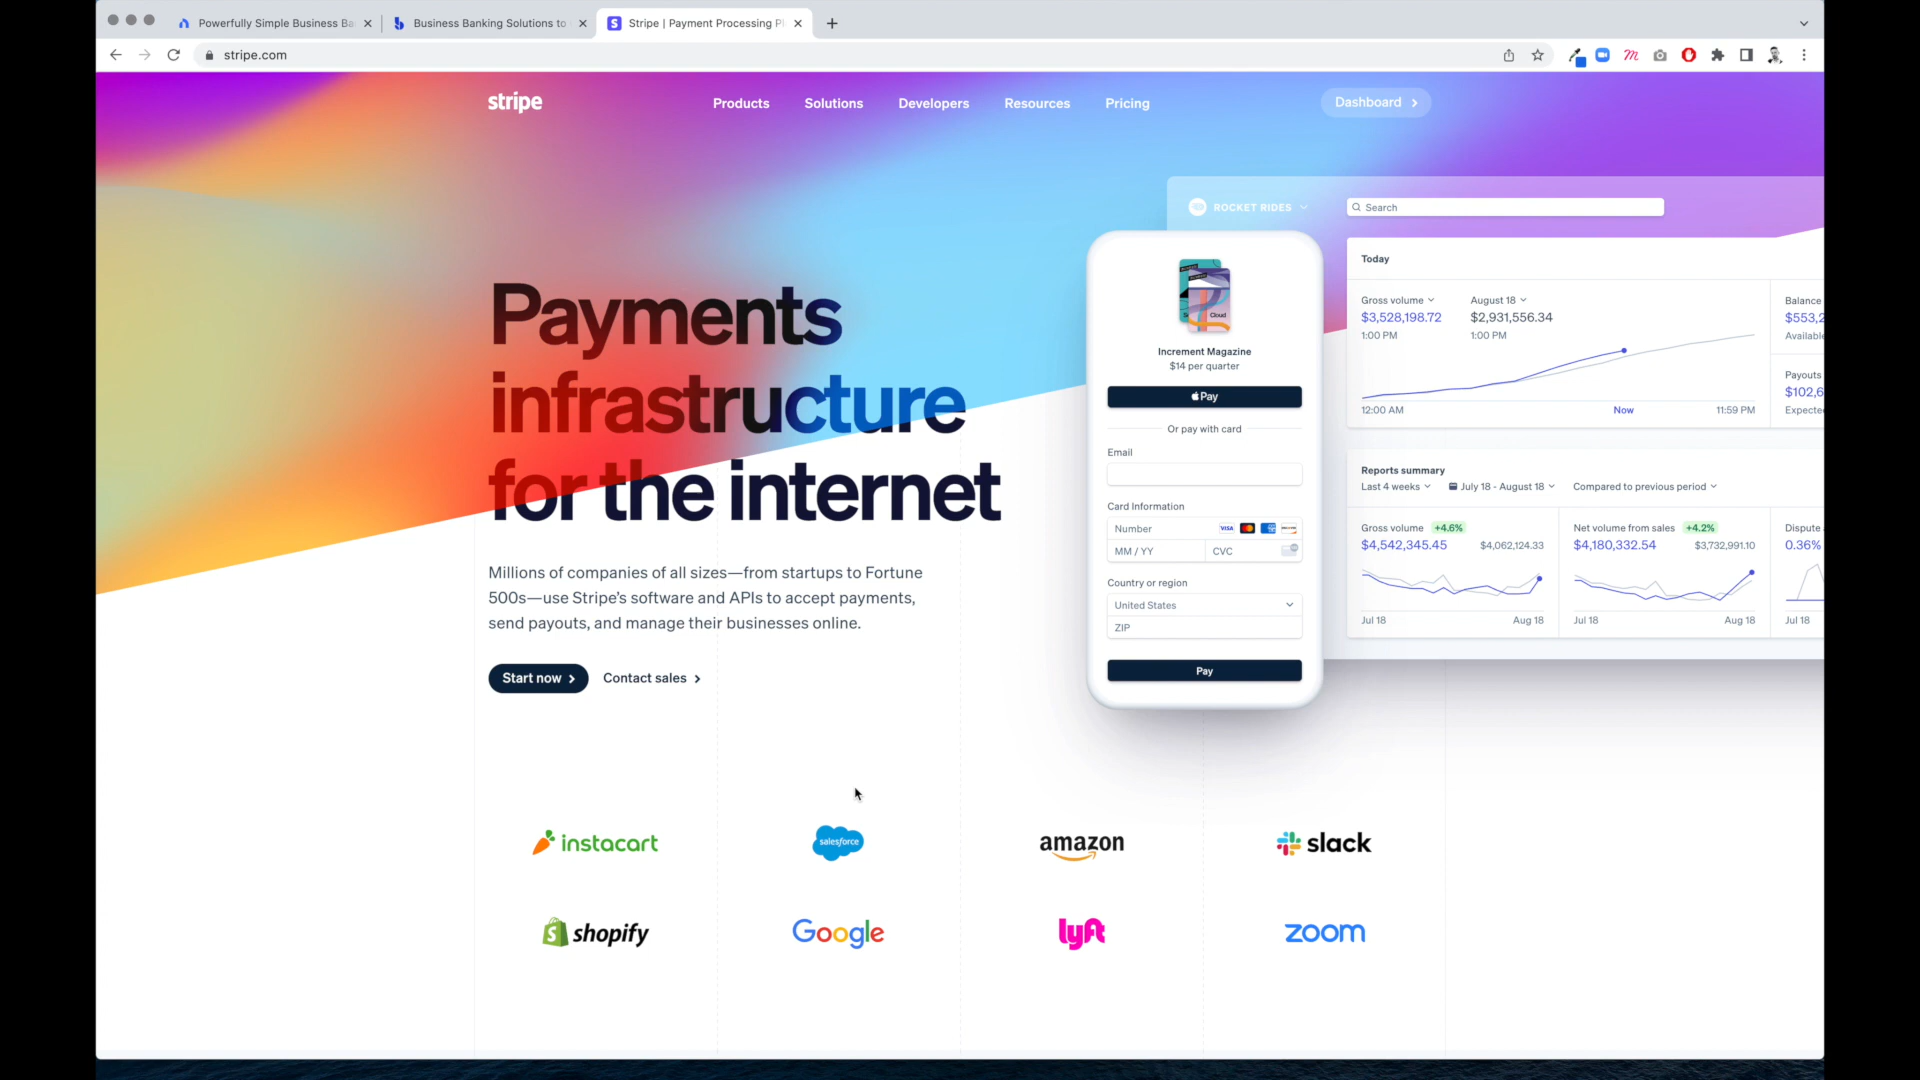 Powerfully Simple Business Ba
Business Banking Solutions to
Stripe | Payment Processing P
stripe.com
stripe
Products
Solutions
Developers
Resources
Pricing
Dashboard
Payments
infrastructure
for the internet
Millions of companies of all sizes—from startups to Fortune
500s—use Stripe's software and APIs to accept payments,
send payouts, and manage their businesses online.
Start now
Contact sales
ROCKET RIDES
Search
Cloud
Increment Magazine
$14 per quarter
Pay
Or pay with card
Email
Card Information
Number
VISA
MM / YY
CVC
Country or region
United States
ZIP
Pay
Today
Gross volume
August 18
$3,528,198.72
$2,931,556.34
1:00 PM
1:00 PM
12:00 AM
Now
11:59 PM
Balance
$553,2
Available
Payouts
$102,6
Expecte
Reports summary
Last 4 weeks
July 18 - August 18
Compared to previous period
Gross volume +4.6%
$4,542,345.45
$4,062,124.33
Jul 18
Aug 18
Net volume from sales +4.2%
$4,180,332.54
$3,732,991.10
Jul 18
Aug 18
Dispute
0.36%
Jul 18
instacart
salesforce
amazon
slack
shopify
Google
lyft
zoom